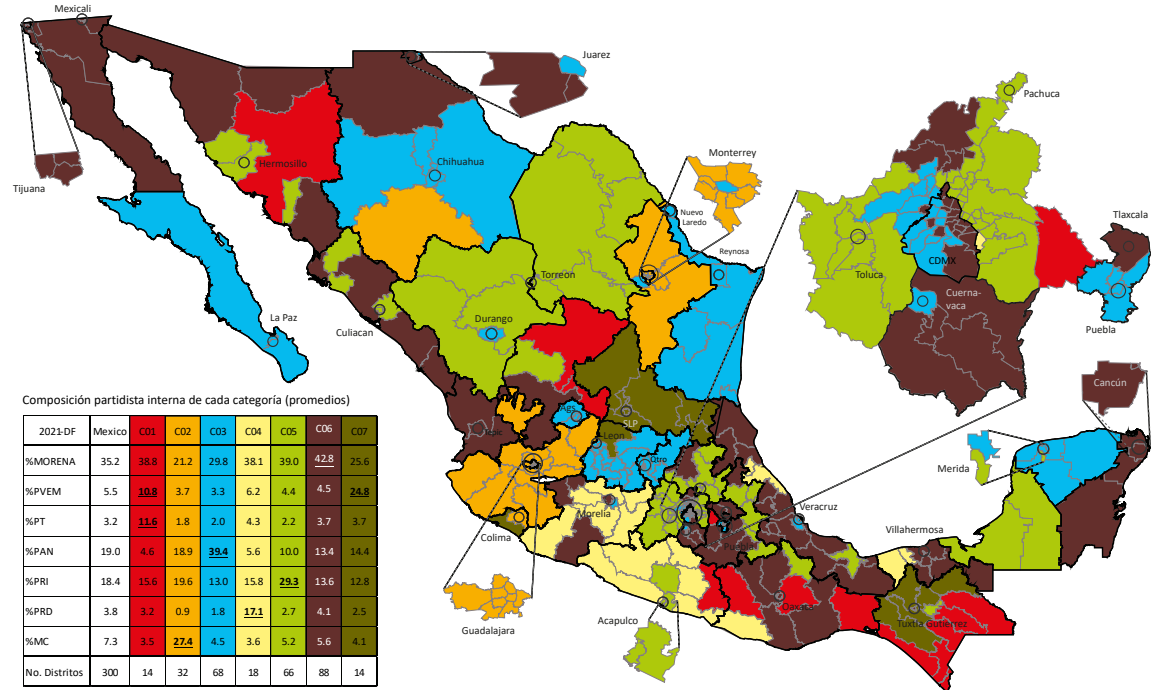 Mexicali
Juarez
Pachuca
Hermosillo
Chihuahua
Monterrey
Tijuana
Nuevo
Laredo
Reynosa
Tlaxcala
CDMX
Toluca
Torreon
La Paz
Culiacan
Durango
Cuerna-
vaca
Puebla
Cancún
Composición partidista interna de cada categoría (promedios)
2021-DF Mexico C01 C02 C03 C04 C05 C06 C07
%MORENA 35.2 38.8 21.2 29.8 38.1 39.0 42.8 25.6
%PVEM 5.5 10.8 3.7 3.3 6.2 4.4 4.5 24.8
%PT 3.2 11.6 1.8 2.0 4.3 2.2 3.7 3.7
%PAN 19.0 4.6 18.9 39.4 5.6 10.0 13.4 14.4
%PRI 18.4 15.6 19.6 13.0 15.8 29.3 13.6 12.8
%PRD 3.8 3.2 0.9 1.8 17.1 2.7 4.1 2.5
%MC 7.3 3.5 27.4 4.5 3.6 5.2 5.6 4.1
No. Distritos 300 14 32 68 18 66 88 14
Ags.
SLP
Tepic
Leon
Qtro
Merida
Morelia
Colima
Veracruz
Villahermosa
Guadalajara
Acapulco
Oaxaca
Tuxtla Gutierrez